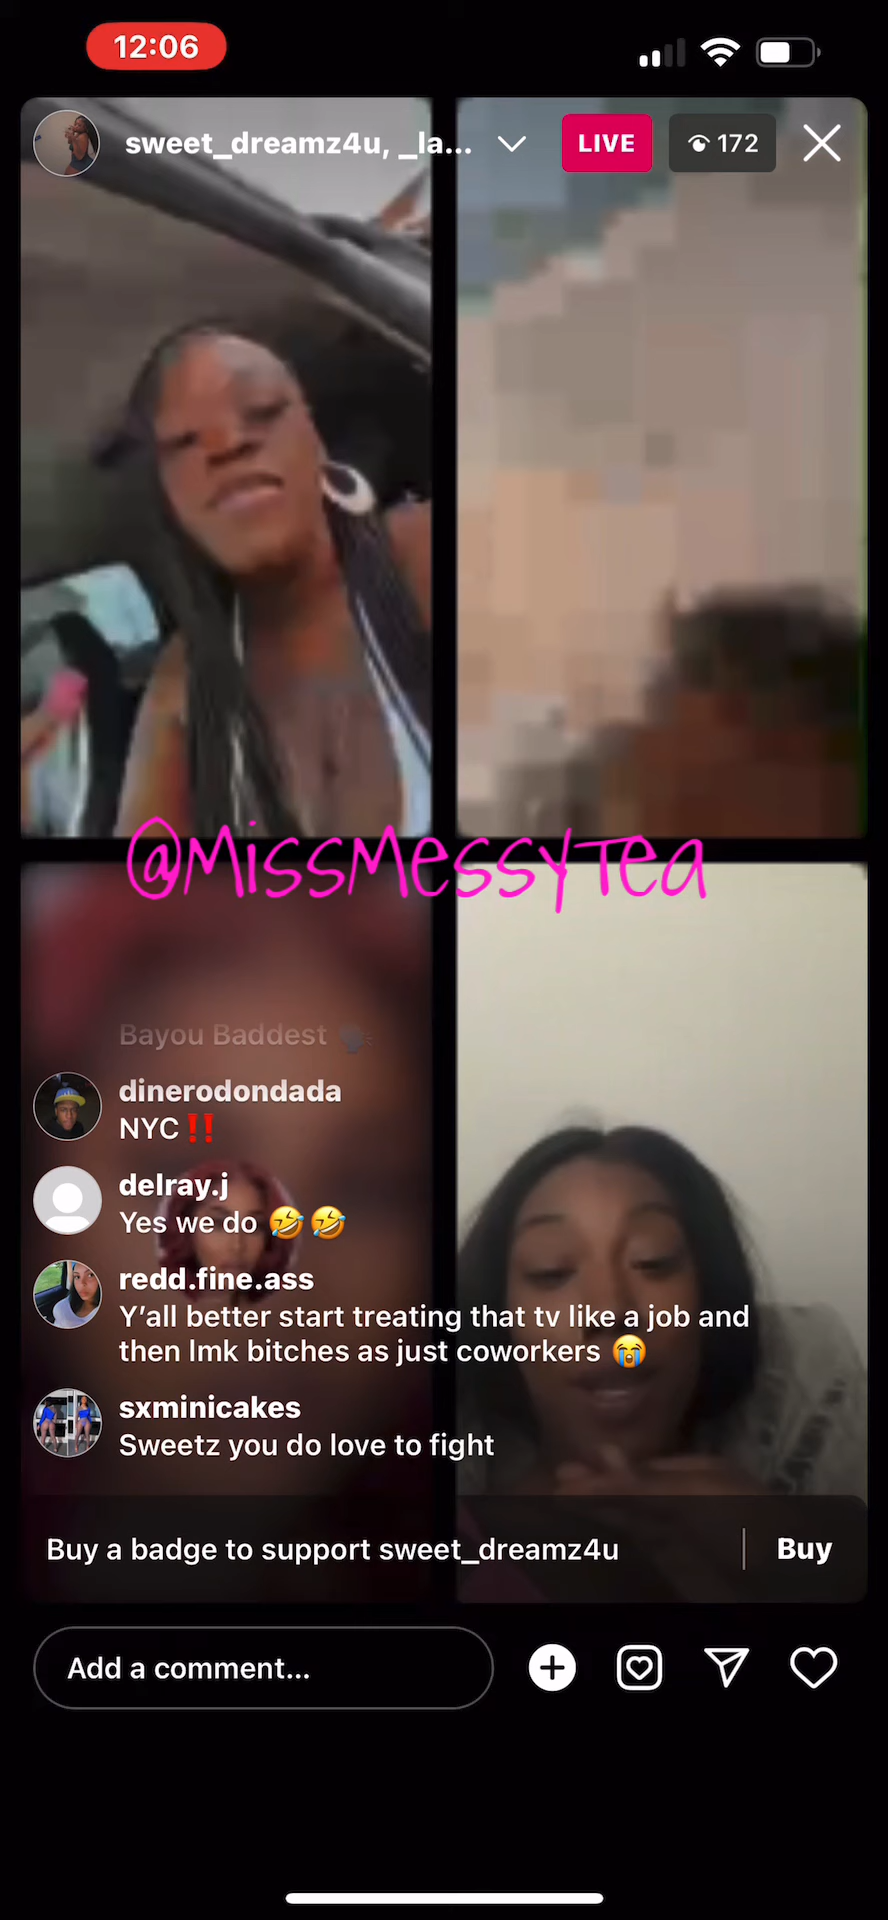 12:06
sweet_dreamz4u, _la...
LIVE
172
@MissMessyTea
Bayou Baddest 🗣️
dinerodondada
NYC‼️
delray.j
Yes we do 🤣🤣
redd.fine.ass
Y’all better start treating that tv like a job and
then lmk bitches as just coworkers 😭
sxminicakes
Sweetz you do love to fight
Buy a badge to support sweet_dreamz4u
Buy
Add a comment...